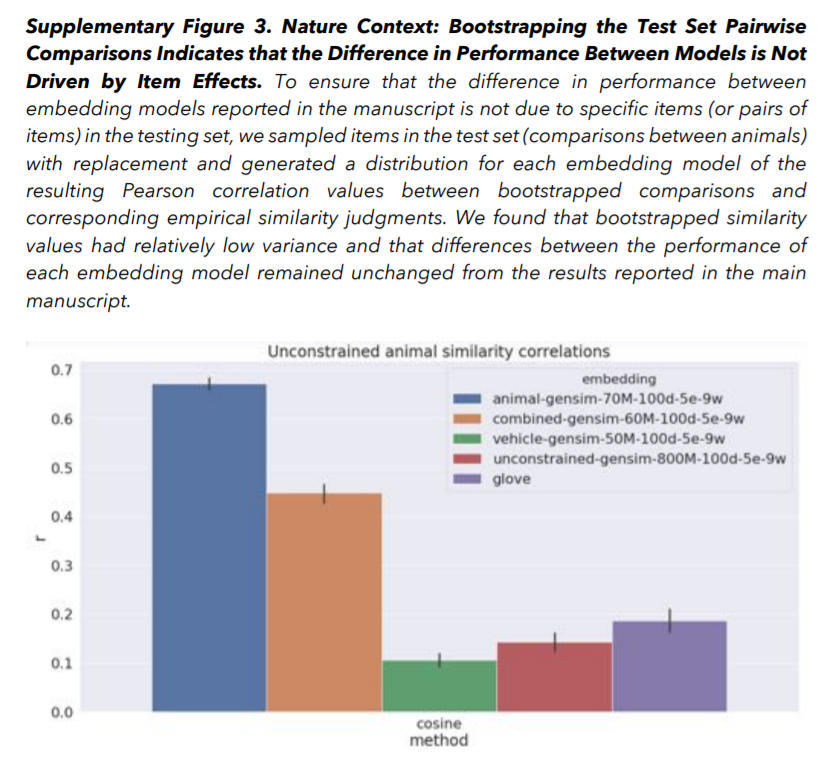 Supplementary Figure 3. Nature Context: Bootstrapping the Test Set Pairwise
Comparisons Indicates that the Difference in Performance Between Models is Not
Driven by Item Effects. To ensure that the difference in performance between
embedding models reported in the manuscript is not due to specific items (or pairs of
items) in the testing set, we sampled items in the test set (comparisons between animals)
with replacement and generated a distribution for each embedding model of the
resulting Pearson correlation values between bootstrapped comparisons and
corresponding empirical similarity judgments. We found that bootstrapped similarity
values had relatively low variance and that differences between the performance of
each embedding model remained unchanged from the results reported in the main
manuscript.
Unconstrained animal similarity correlations
embedding
animal-gensim-70M-100d-5e-9w
combined-gensim-60M-100d-5e-9w
vehicle-gensim-50M-100d-5e-9w
unconstrained-gensim-800M-100d-5e-9w
glove
0.7
0.6
0.5
0.4
r
0.3
0.2
0.1
0.0
cosine
method